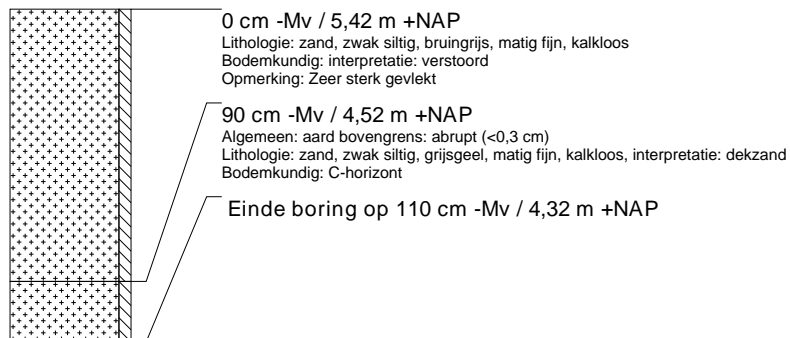 0 cm -Mv / 5,42 m +NAP
Lithologie: zand, zwak siltig, bruingrijs, matig fijn, kalkloos
Bodemkundig: interpretatie: verstoord
Opmerking: Zeer sterk gevlekt
90 cm -Mv / 4,52 m +NAP
Algemeen: aard bovengrens: abrupt (<0,3 cm)
Lithologie: zand, zwak siltig, grijsgeel, matig fijn, kalkloos, interpretatie: dekzand
Bodemkundig: C-horizont
Einde boring op 110 cm -Mv / 4,32 m +NAP